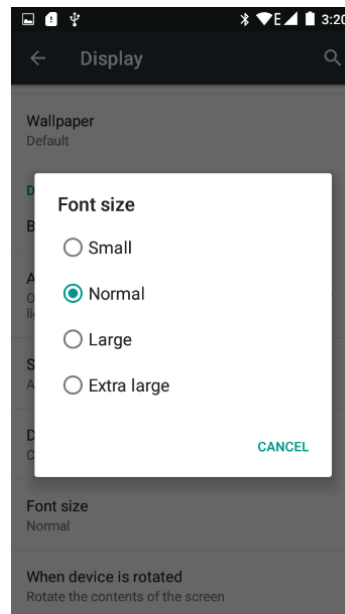 E 3:20
Display
Wallpaper
Default
Font size
Small
Normal
Large
Extra large
CANCEL
Font size
Normal
When device is rotated
Rotate the contents of the screen